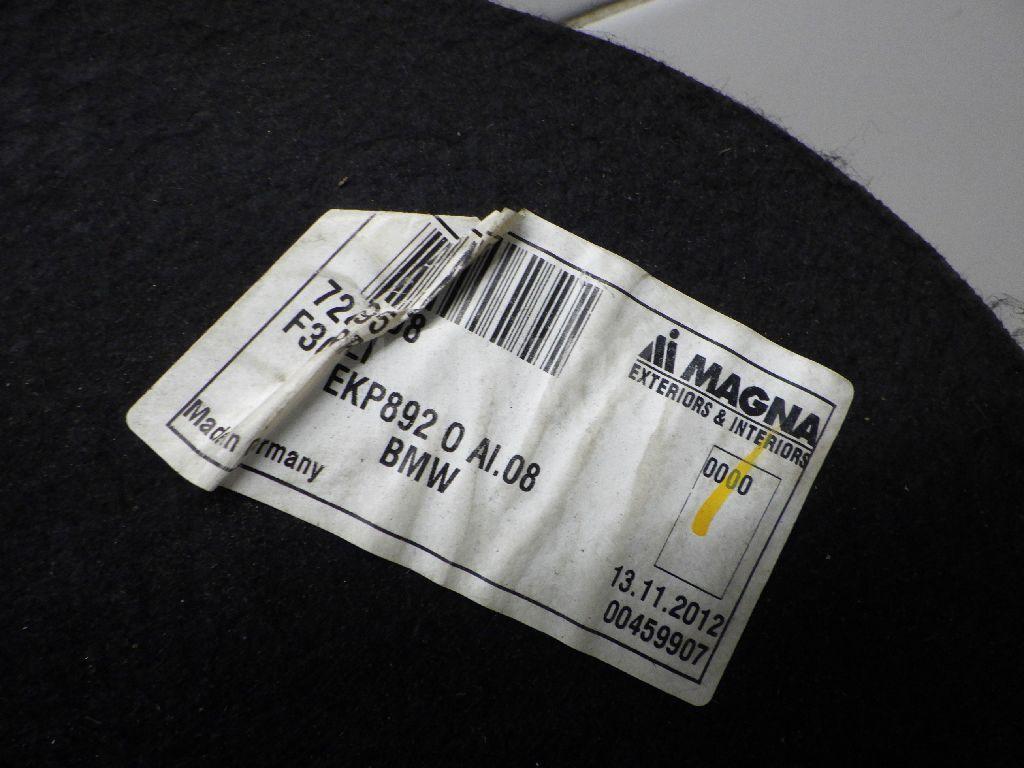 EKP892 0 AI.08
BMW
MAGNA
EXTERIORS & INTERIORS
0000
13.11.2012
00459907